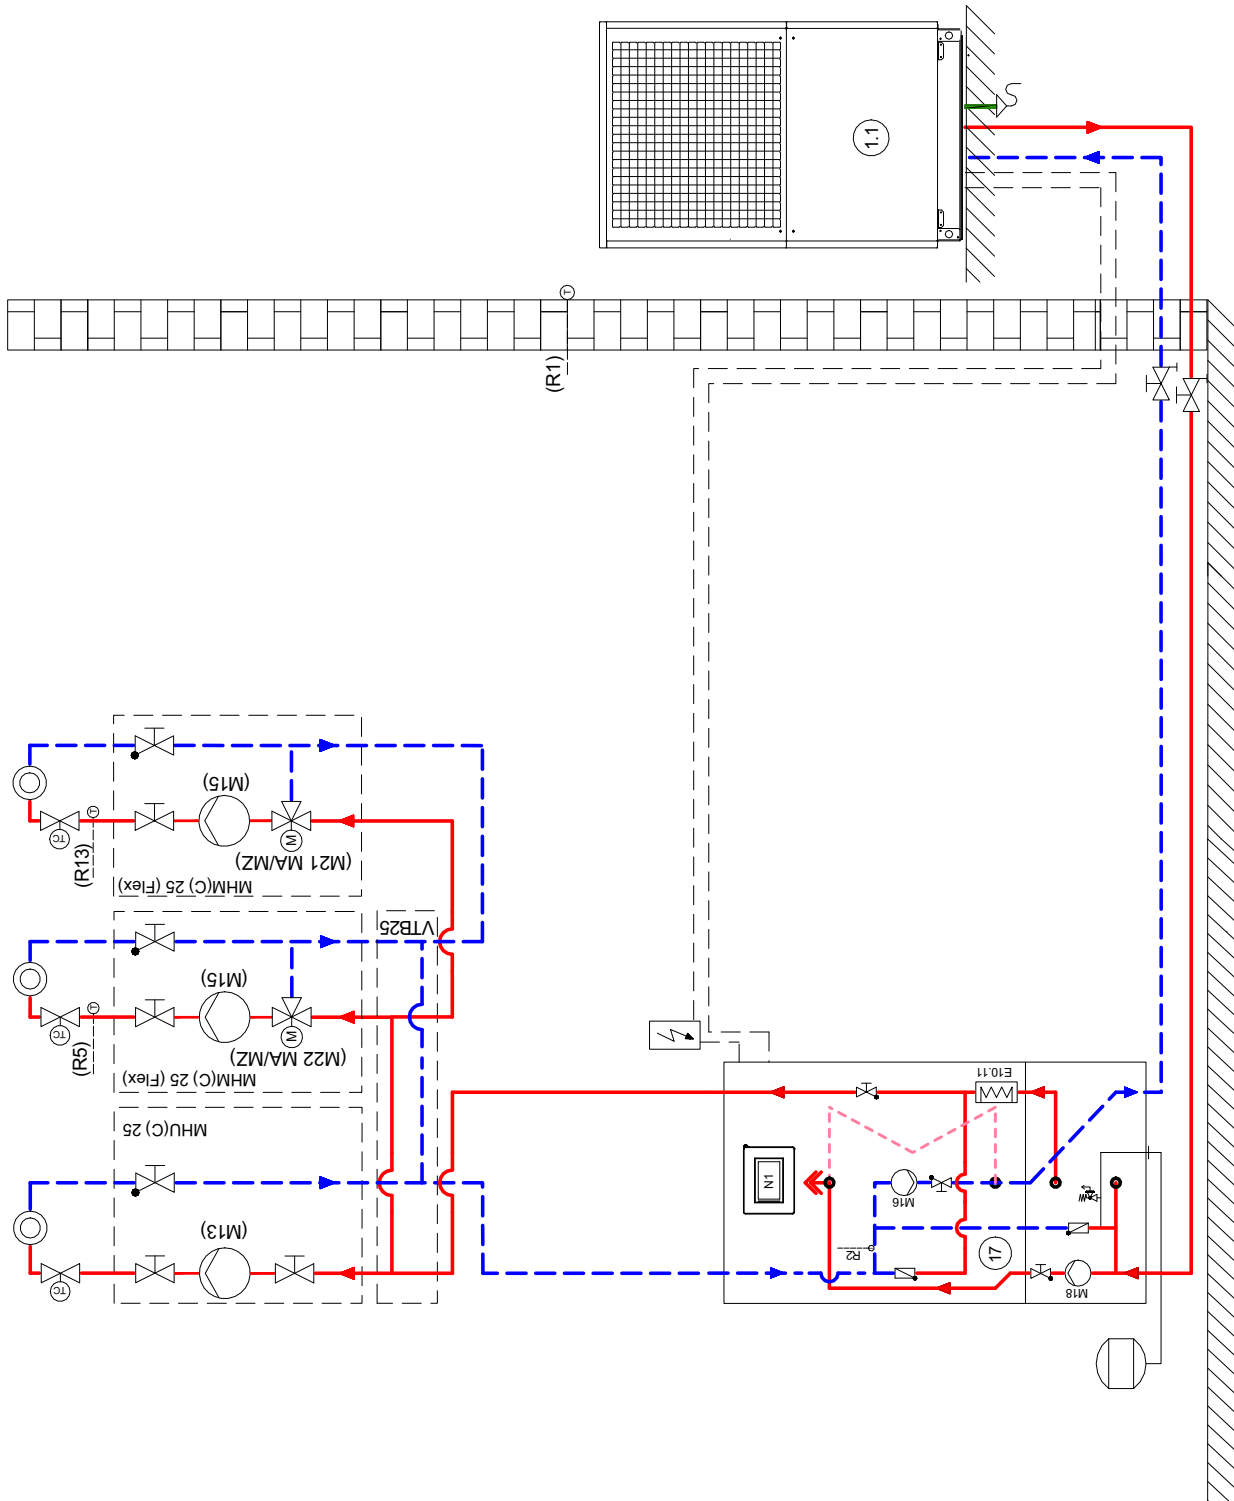 1.1
T
(R1)
(M15)
TC
T
(R13)
M
(M21 MA/MZ)
MHM(C) 25 (Flex)
VTB25
(M15)
TC
T
(R5)
M
(M22 MA/MZ)
MHM(C) 25 (Flex)
MHU(C) 25
(M13)
TC
E10.11
N1
M16
R2
17
M18